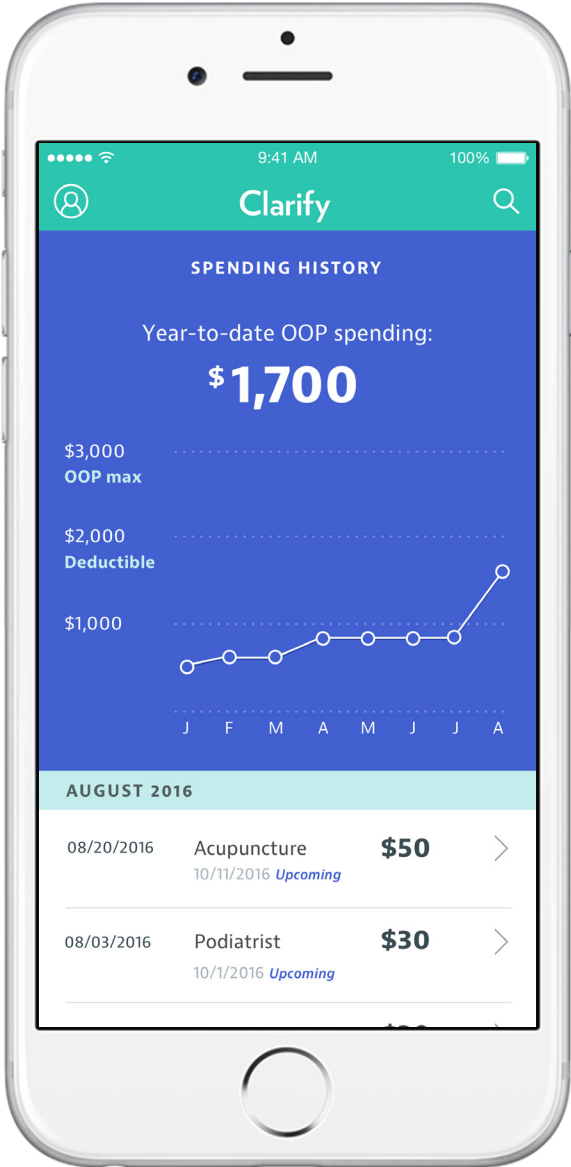 9:41 AM 100%
Clarify
SPENDING HISTORY
Year-to-date OOP spending:
$1,700
$3,000
OOP max
$2,000
Deductible
$1,000
J F M A M J J A
AUGUST 2016
08/20/2016 Acupuncture $50
10/11/2016 Upcoming
08/03/2016 Podiatrist $30
10/1/2016 Upcoming